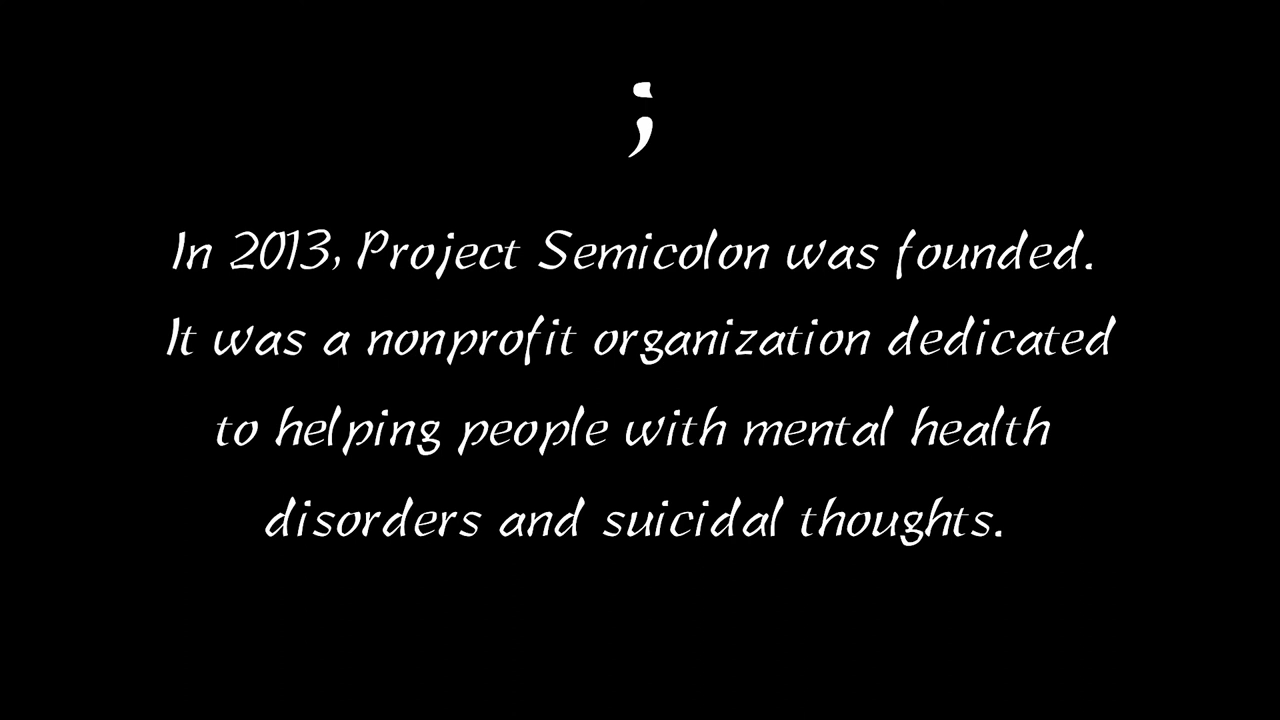 ;
In 2013, Project Semicolon was founded.
It was a nonprofit organization dedicated
to helping people with mental health
disorders and suicidal thoughts.